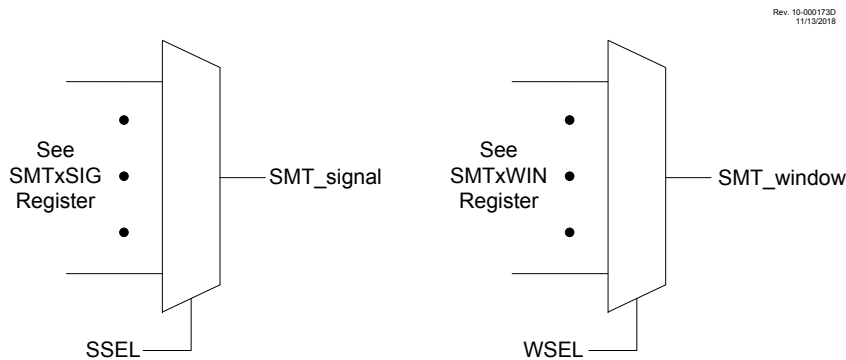 Rev. 10-000173D
11/13/2018
See
SMTxSIG
Register
SMT_signal
SSEL
See
SMTxWIN
Register
SMT_window
WSEL